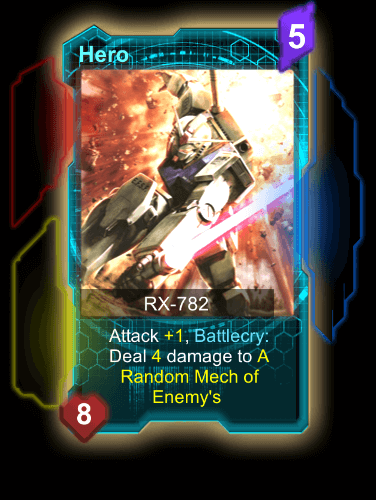 Hero
5
RX-782
Attack +1, Battlecry:
Deal 4 damage to A
Random Mech of
Enemy's
8